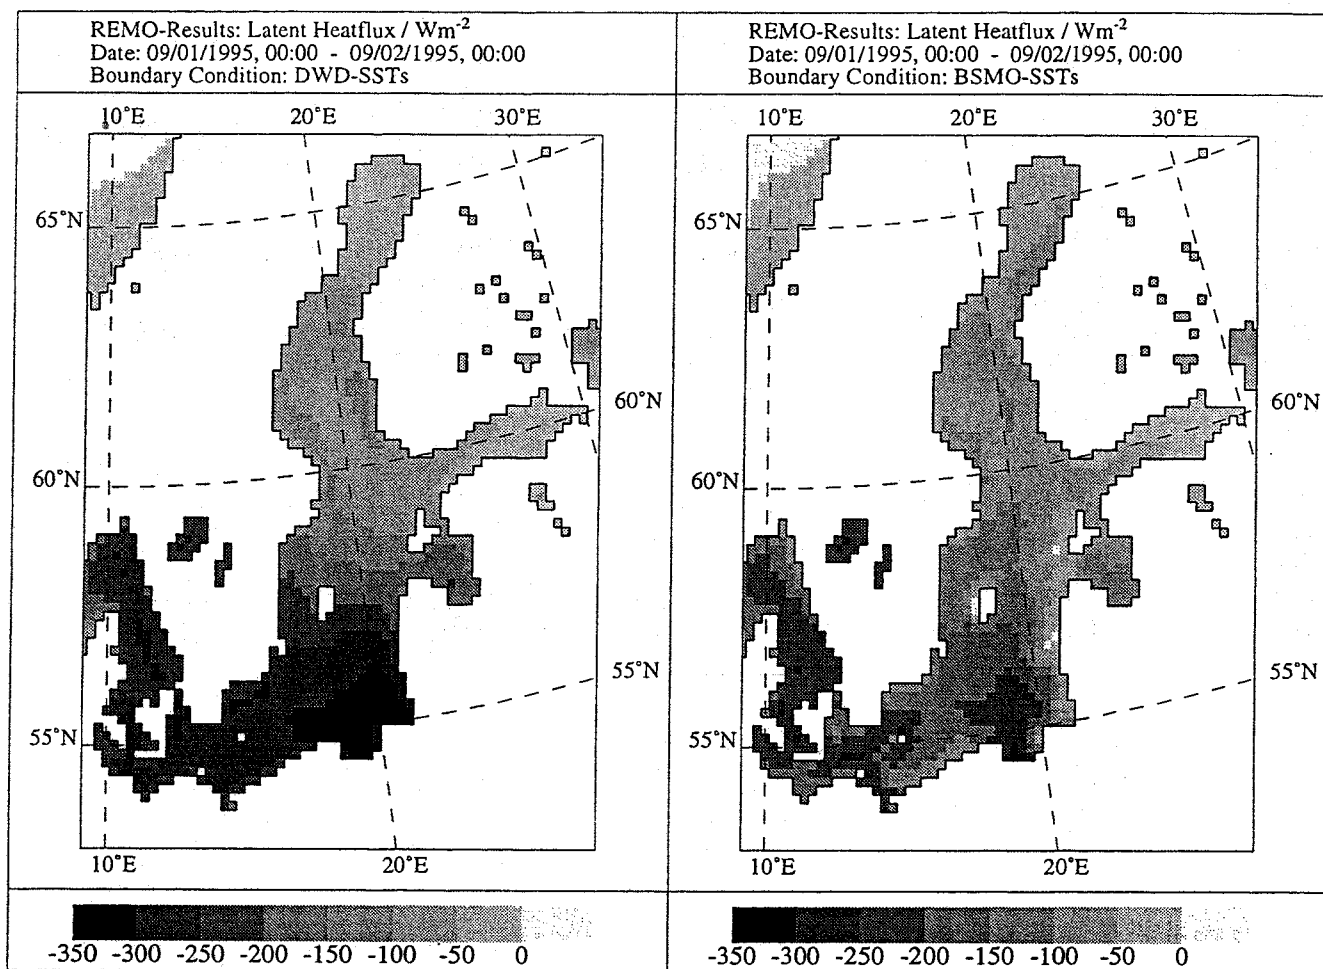 REMO-Results: Latent Heatflux / Wm-2
Date: 09/01/1995, 00:00 - 09/02/1995, 00:00
Boundary Condition: DWD-SSTs
10°E 20°E 30°E
65°N
60°N
60°N
55°N
55°N
10°E 20°E
-350 -300 -250 -200 -150 -100 -50 0
REMO-Results: Latent Heatflux / Wm-2
Date: 09/01/1995, 00:00 - 09/02/1995, 00:00
Boundary Condition: BSMO-SSTs
10°E 20°E 30°E
65°N
60°N
60°N
55°N
55°N
10°E 20°E
-350 -300 -250 -200 -150 -100 -50 0